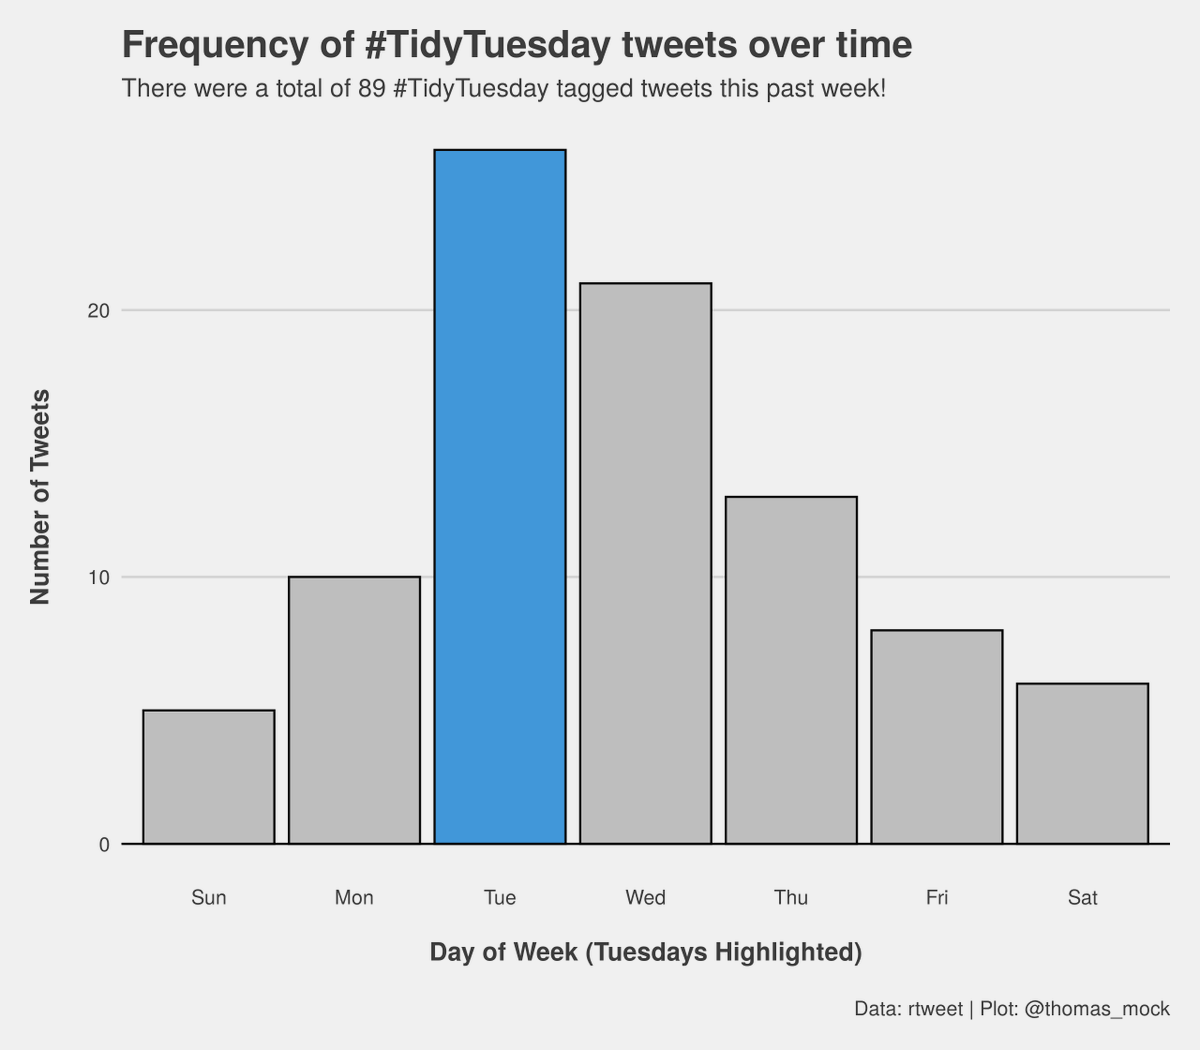 Frequency of #TidyTuesday tweets over time
There were a total of 89 #TidyTuesday tagged tweets this past week!
Number of Tweets
20
10
0
Sun Mon Tue Wed Thu Fri Sat
Day of Week (Tuesdays Highlighted)
Data: rtweet | Plot: @thomas_mock